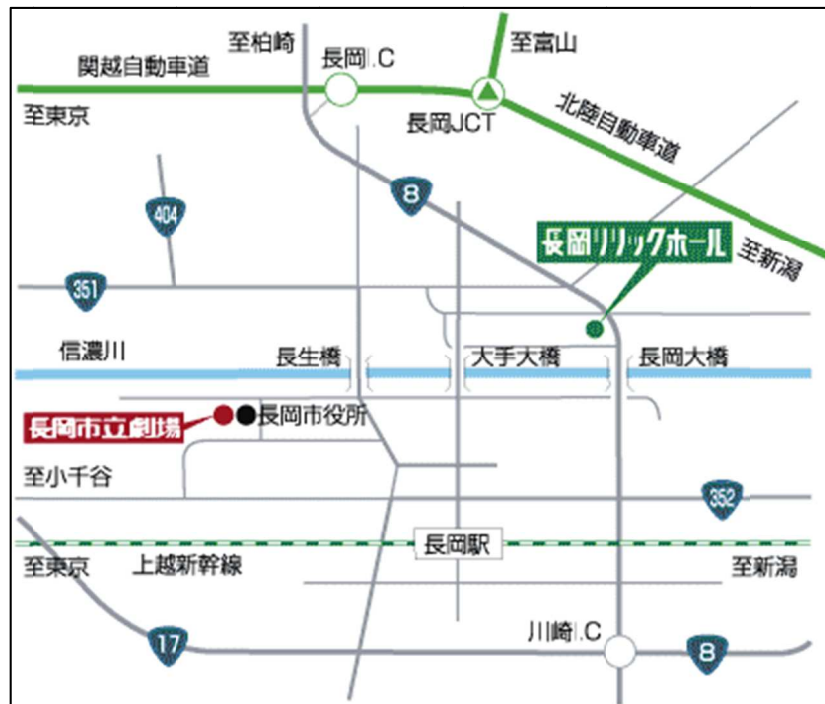 至柏崎
至富山
長岡I.C
関越自動車道
至東京
長岡JCT
北陸自動車道
8
404
長岡リリックホール
至新潟
351
信濃川
長生橋
大手大橋
長岡大橋
長岡市立劇場
長岡市役所
至小千谷
352
長岡駅
至東京
上越新幹線
至新潟
川崎I.C
17
8